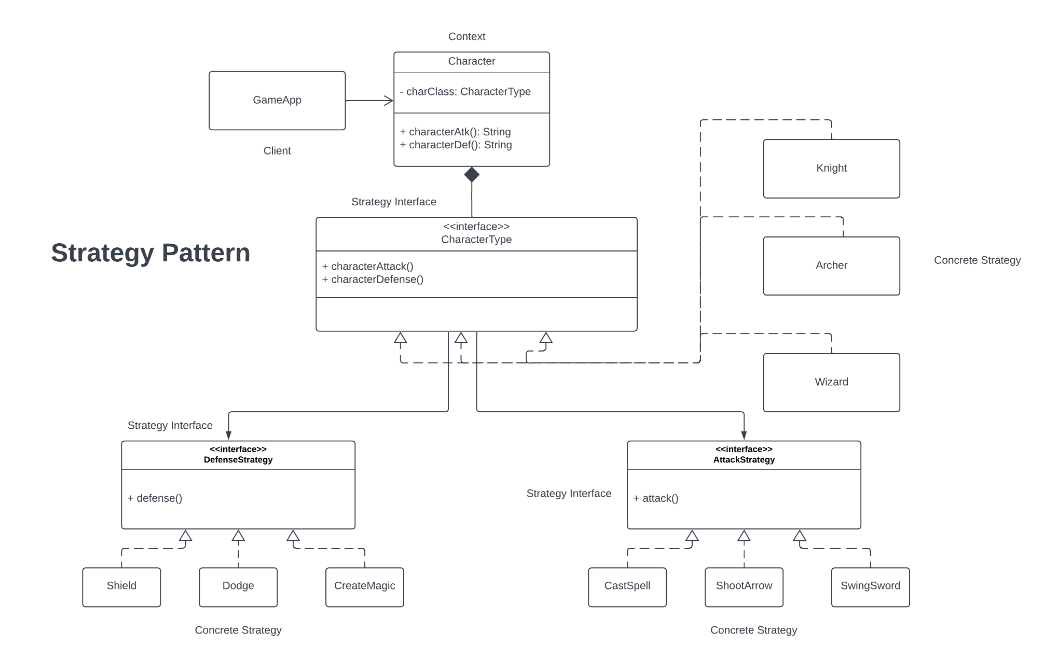 Context
Character
- charClass: CharacterType
+ characterAtk(): String
+ characterDef(): String
GameApp
Client
Strategy Interface
<<interface>>
CharacterType
+ characterAttack()
+ characterDefense()
Strategy Pattern
Knight
Archer
Concrete Strategy
Wizard
Strategy Interface
<<interface>>
DefenseStrategy
+ defense()
Shield
Dodge
CreateMagic
Concrete Strategy
<<interface>>
AttackStrategy
Strategy Interface
+ attack()
CastSpell
ShootArrow
SwingSword
Concrete Strategy